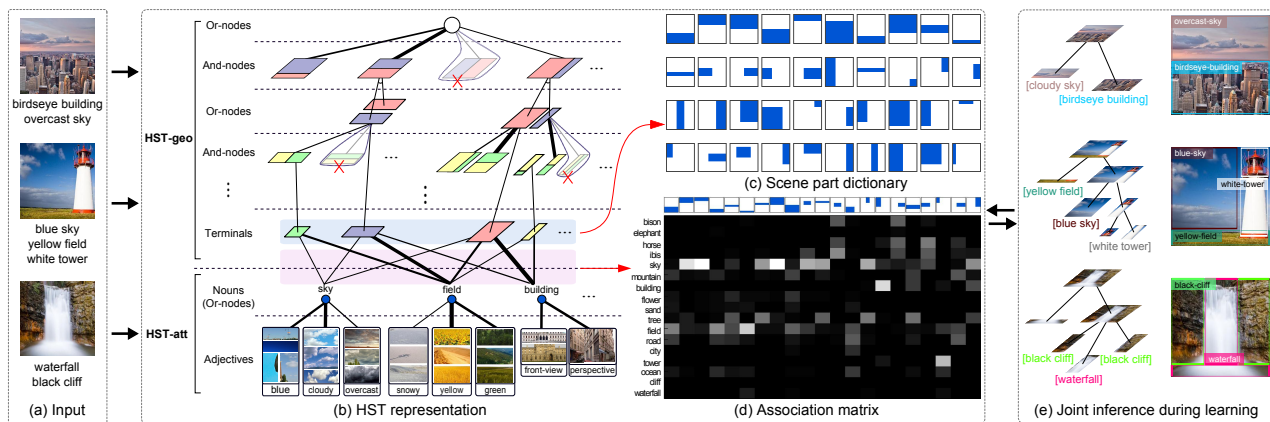 birdseye building
overcast sky
blue sky
yellow field
white tower
waterfall
black cliff
(a) Input
HST-geo
HST-att
Or-nodes
And-nodes
Or-nodes
And-nodes
Terminals
Nouns
(Or-nodes)
Adjectives
...
...
...
...
sky
field
building
...
blue
cloudy
overcast
snowy
yellow
green
front-view
perspective
(b) HST representation
(c) Scene part dictionary
bison
elephant
horse
ibis
sky
mountain
building
flower
sand
tree
field
road
city
tower
ocean
cliff
waterfall
(d) Association matrix
[cloudy sky]
[birdseye building]
overcast-sky
birdseye-building
[yellow field]
[blue sky]
[white tower]
blue-sky
white-tower
yellow-field
[black cliff]
[black cliff]
[waterfall]
black-cliff
waterfall
(e) Joint inference during learning